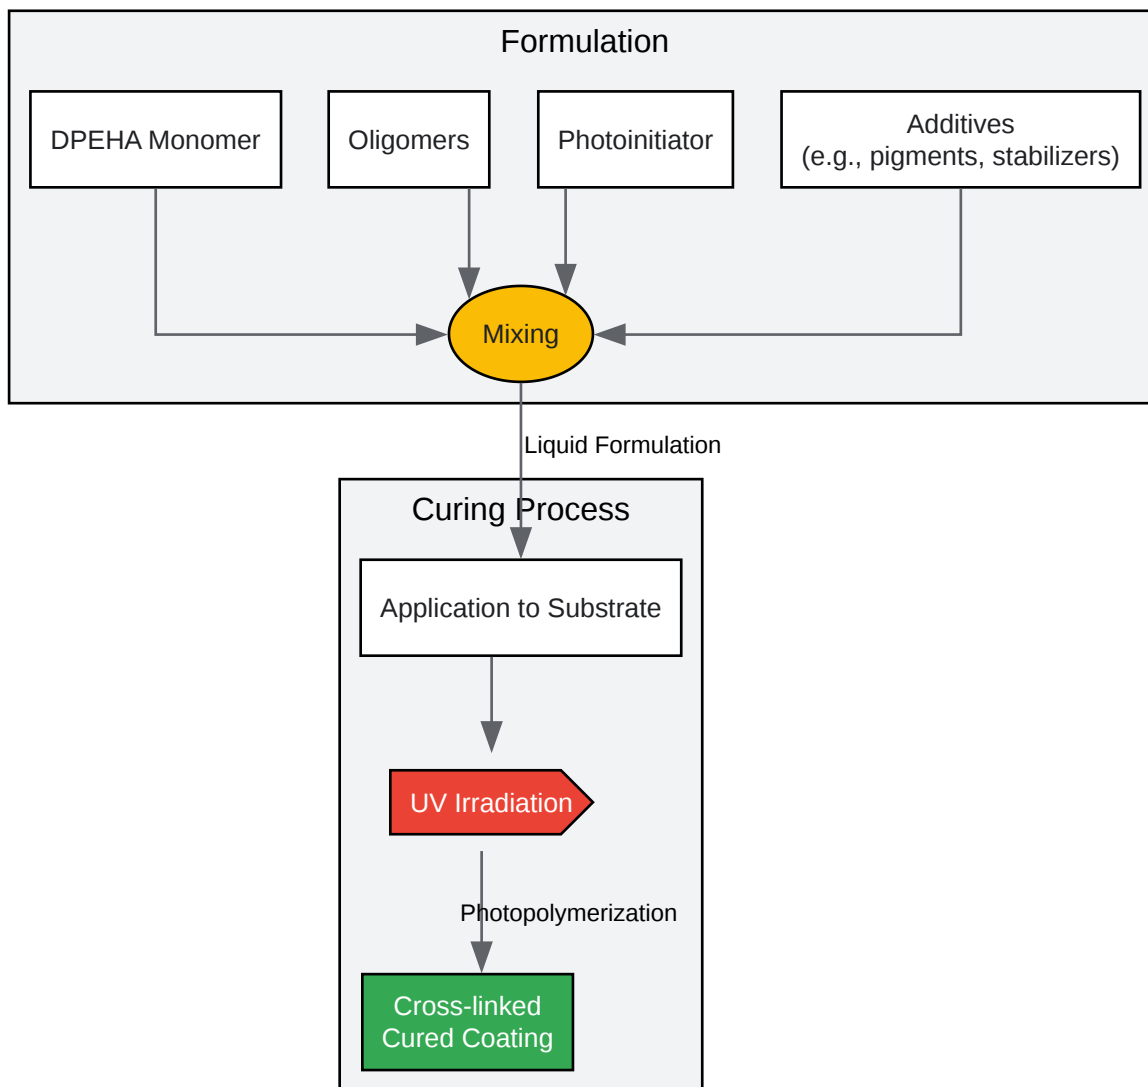 Formulation
DPEHA Monomer
Oligomers
Photoinitiator
Additives
(e.g., pigments, stabilizers)
Mixing
Liquid Formulation
Curing Process
Application to Substrate
UV Irradiation
Photopolymerization
Cross-linked
Cured Coating